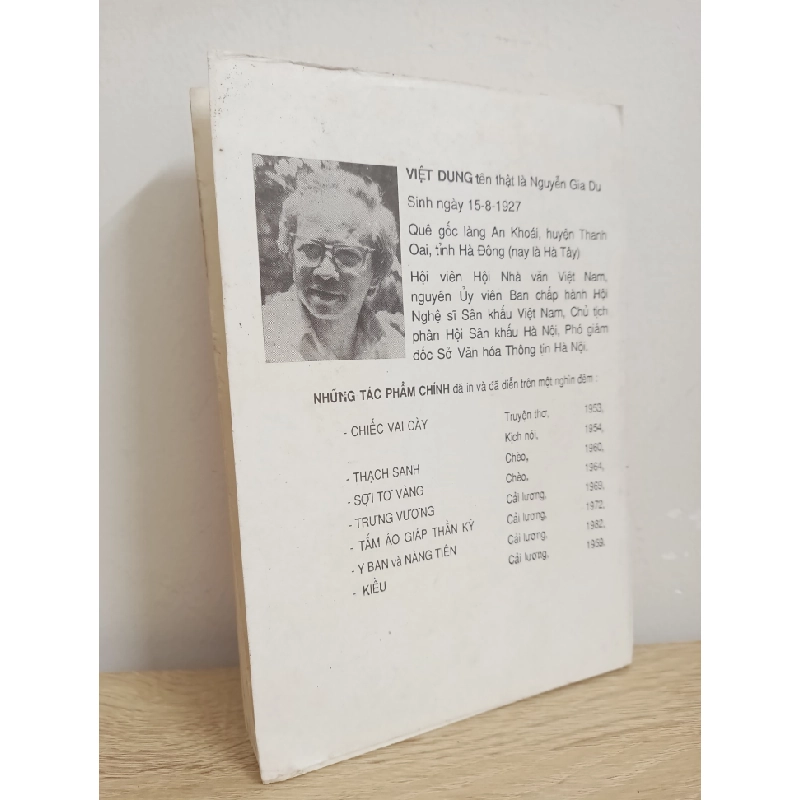 VIỆT DUNG tên thật là Nguyễn Gia Du
Sinh ngày 15-8-1927
Quê gốc làng An Khoái, huyện Thanh
Oai, tỉnh Hà Đông (nay là Hà Tây)
Hội viên Hội Nhà văn Việt Nam,
nguyên Ủy viên Ban chấp hành Hội
Nghệ sĩ Sân khấu Việt Nam, Chủ tịch
phân Hội Sân khấu Hà Nội. Phó giám
đốc Sở Văn hóa Thông tin Hà Nội.
NHỮNG TÁC PHẨM CHÍNH đã in và đã diễn trên một nghìn đêm :
- CHIẾC VAI CÀY Truyện thơ, 1953,
Kịch nói, 1954,
- THẠCH SANH Chèo, 1960,
- SỢI TƠ VÀNG Chèo, 1964,
- TRƯNG VƯƠNG Cải lương, 1969,
- TẤM ÁO GIÁP THẦN KỲ Cải lương, 1972,
- Y BAN và NÀNG TIÊN Cải lương, 1982,
- KIỀU Cải lương,